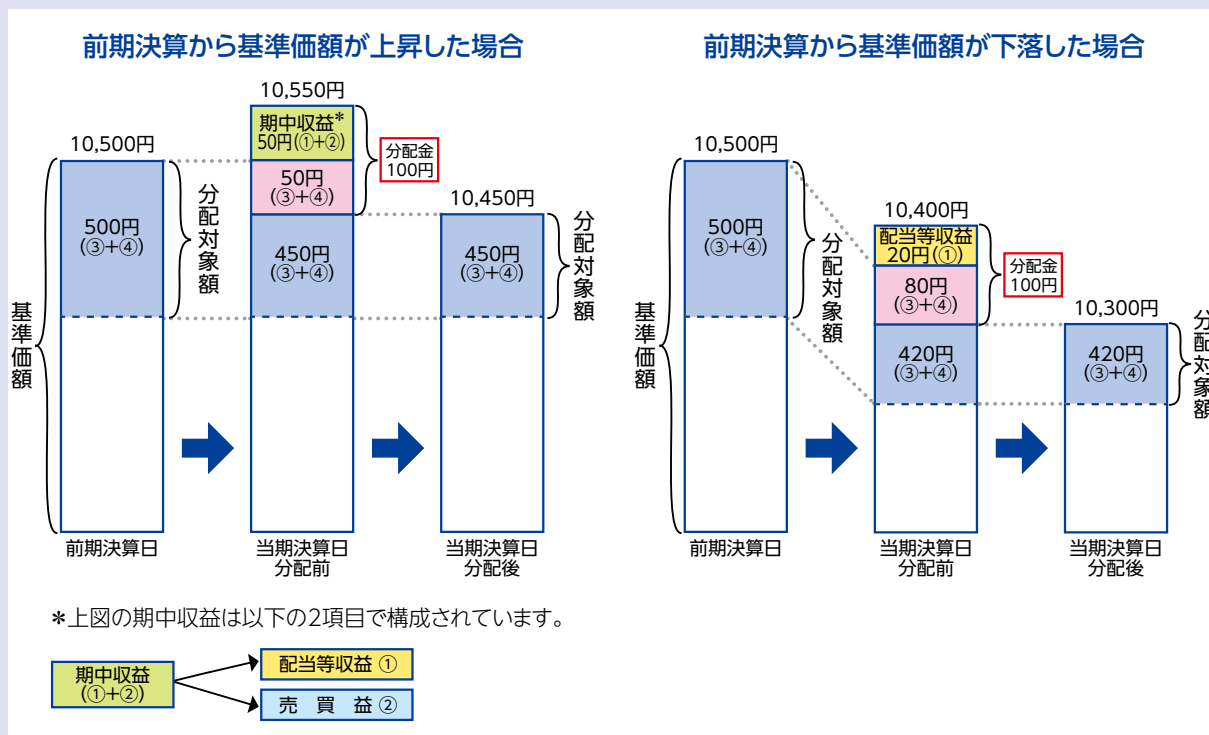 前期決算から基準価額が上昇した場合
10,500円
10,550円
期中収益*
50円(①+②)
分配金
100円
50円
(③+④)
10,450円
500円
(③+④)
分配対象額
450円
(③+④)
450円
(③+④)
分配対象額
基準価額
前期決算日
当期決算日
分配前
当期決算日
分配後
前期決算から基準価額が下落した場合
10,500円
10,400円
配当等収益
20円(①)
分配金
100円
500円
(③+④)
分配対象額
80円
(③+④)
10,300円
420円
(③+④)
420円
(③+④)
分配対象額
基準価額
前期決算日
当期決算日
分配前
当期決算日
分配後
*上図の期中収益は以下の2項目で構成されています。
期中収益
(①+②)
配当等収益 ①
売 買 益 ②